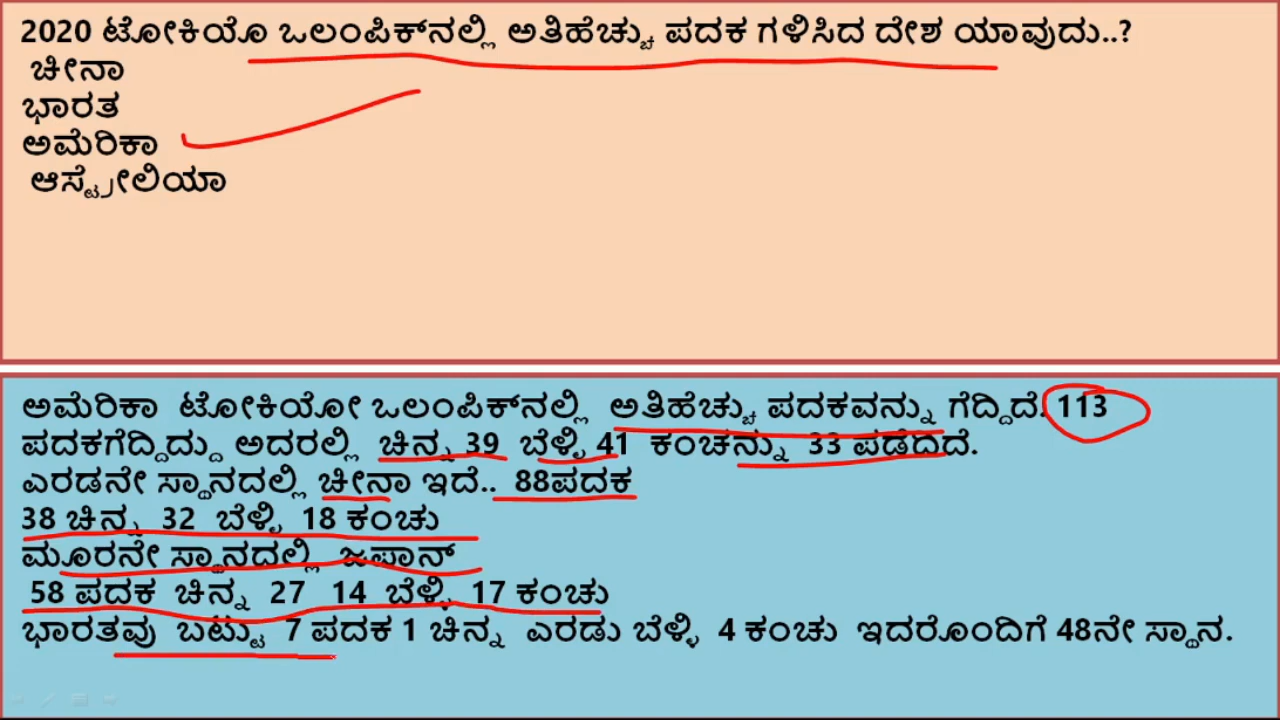 2020 ಟೋಕಿಯೊ ಒಲಂಪಿಕ್‌ನಲ್ಲಿ ಅತಿಹೆಚ್ಚು ಪದಕ ಗಳಿಸಿದ ದೇಶ ಯಾವುದು..?
ಚೀನಾ
ಭಾರತ
ಅಮೆರಿಕಾ
ಆಸ್ಟ್ರೇಲಿಯಾ
ಅಮೆರಿಕಾ ಟೋಕಿಯೋ ಒಲಂಪಿಕ್‌ನಲ್ಲಿ ಅತಿಹೆಚ್ಚು ಪದಕವನ್ನು ಗೆದ್ದಿದೆ. 113
ಪದಕಗೆದ್ದಿದ್ದು ಅದರಲ್ಲಿ ಚಿನ್ನ 39 ಬೆಳ್ಳಿ 41 ಕಂಚನ್ನು 33 ಪಡೆದಿದೆ.
ಎರಡನೇ ಸ್ಥಾನದಲ್ಲಿ ಚೀನಾ ಇದೆ.. 88ಪದಕ
38 ಚಿನ್ನ 32 ಬೆಳ್ಳಿ 18 ಕಂಚು
ಮೂರನೇ ಸ್ಥಾನದಲ್ಲಿ ಜಪಾನ್
58 ಪದಕ ಚಿನ್ನ 27 14 ಬೆಳ್ಳಿ 17 ಕಂಚು
ಭಾರತವು ಬಟ್ಟು 7 ಪದಕ 1 ಚಿನ್ನ ಎರಡು ಬೆಳ್ಳಿ 4 ಕಂಚು ಇದರೊಂದಿಗೆ 48ನೇ ಸ್ಥಾನ.